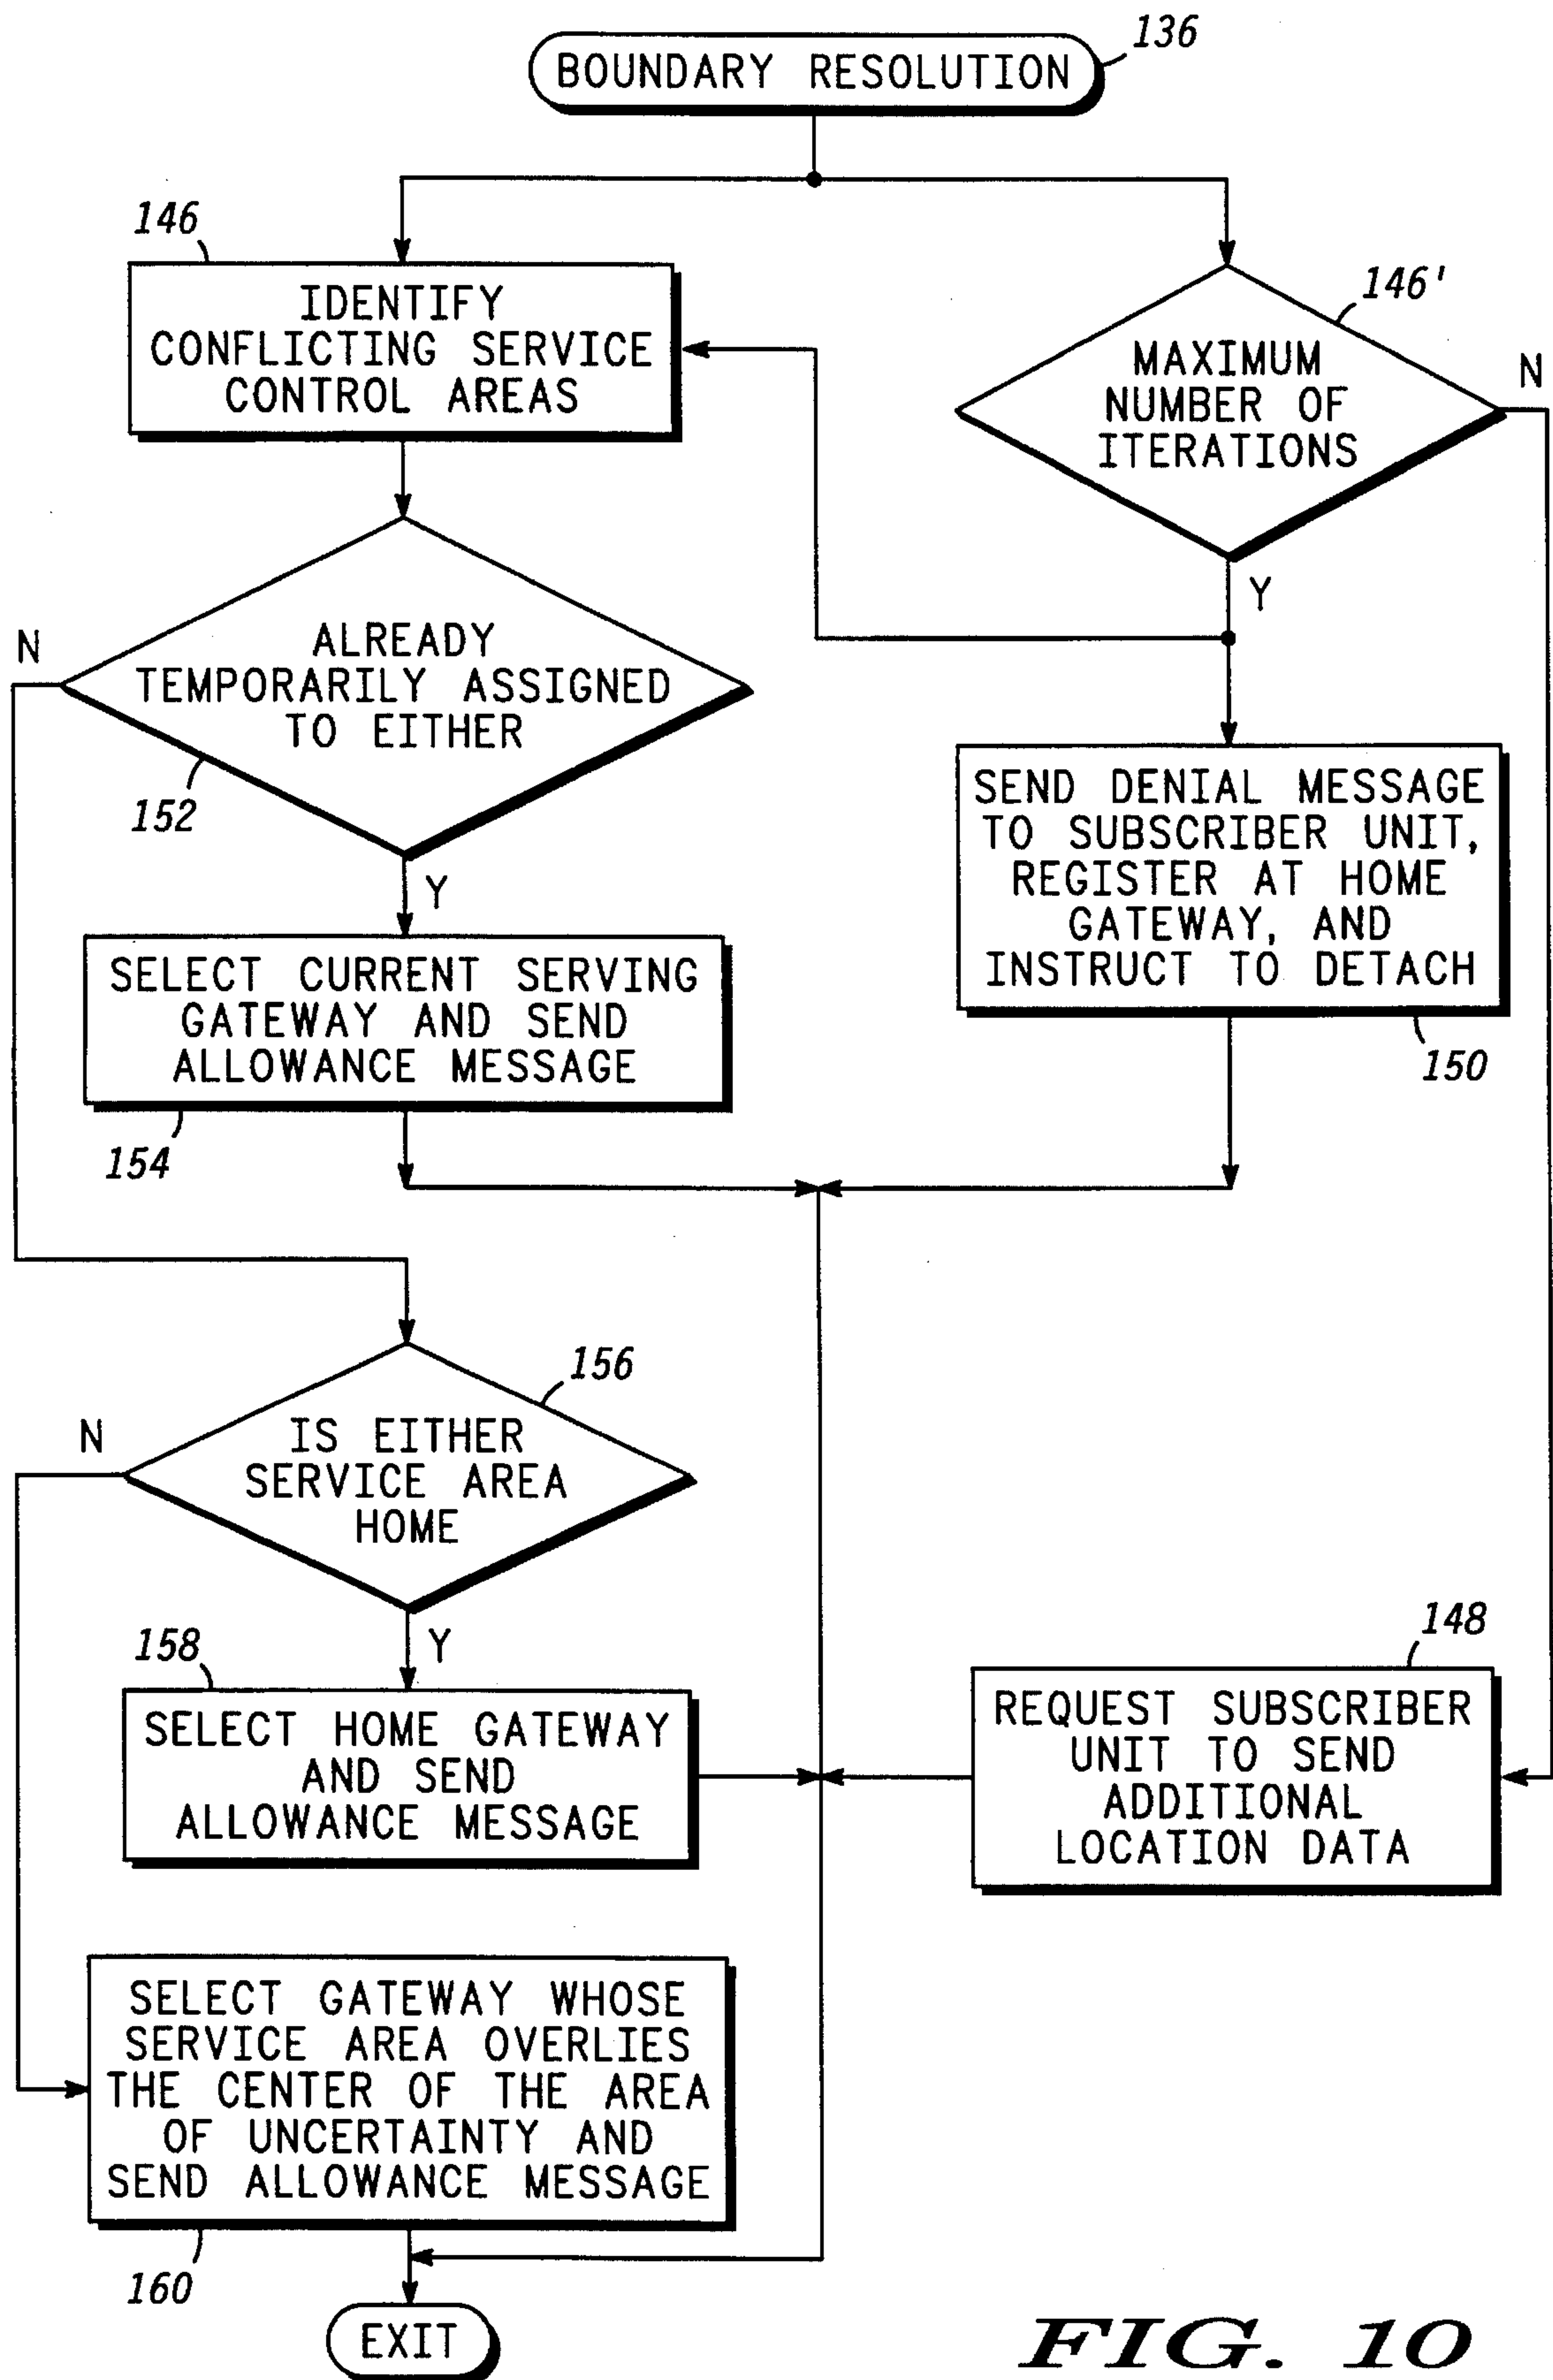 BOUNDARY RESOLUTION
136
146
IDENTIFY
CONFLICTING SERVICE
CONTROL AREAS
146'
MAXIMUM
NUMBER OF
ITERATIONS
N
Y
N
ALREADY
TEMPORARILY ASSIGNED
TO EITHER
152
Y
SEND DENIAL MESSAGE
TO SUBSCRIBER UNIT,
REGISTER AT HOME
GATEWAY, AND
INSTRUCT TO DETACH
150
SELECT CURRENT SERVING
GATEWAY AND SEND
ALLOWANCE MESSAGE
154
156
N
IS EITHER
SERVICE AREA
HOME
Y
158
SELECT HOME GATEWAY
AND SEND
ALLOWANCE MESSAGE
148
REQUEST SUBSCRIBER
UNIT TO SEND
ADDITIONAL
LOCATION DATA
SELECT GATEWAY WHOSE
SERVICE AREA OVERLIES
THE CENTER OF THE AREA
OF UNCERTAINTY AND
SEND ALLOWANCE MESSAGE
160
EXIT
FIG. 10